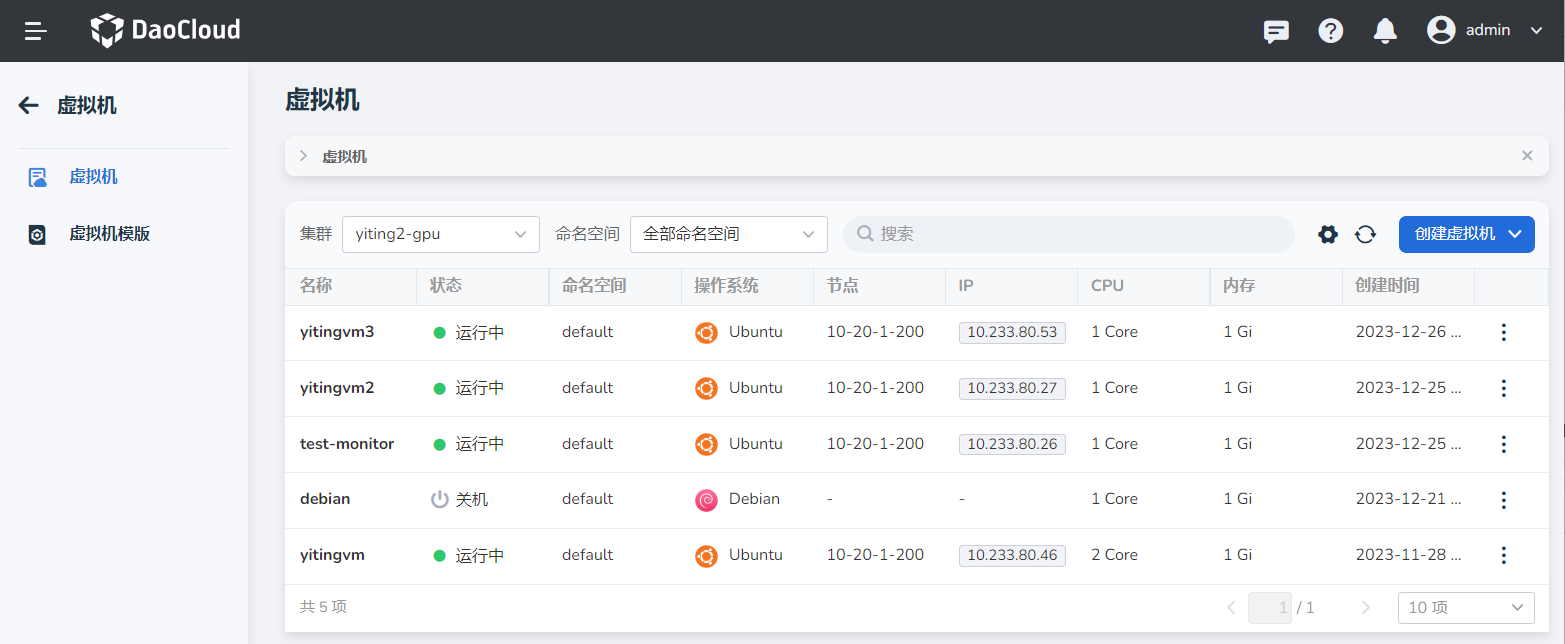 DaoCloud
admin
虚拟机
虚拟机
虚拟机模版
虚拟机
虚拟机
集群 yiting2-gpu 命名空间 全部命名空间 搜索 创建虚拟机
名称 状态 命名空间 操作系统 节点 IP CPU 内存 创建时间
yitingvm3 运行中 default Ubuntu 10-20-1-200 10.233.80.53 1 Core 1 Gi 2023-12-26 ...
yitingvm2 运行中 default Ubuntu 10-20-1-200 10.233.80.27 1 Core 1 Gi 2023-12-25 ...
test-monitor 运行中 default Ubuntu 10-20-1-200 10.233.80.26 1 Core 1 Gi 2023-12-25 ...
debian 关机 default Debian - - 1 Core 1 Gi 2023-12-21 ...
yitingvm 运行中 default Ubuntu 10-20-1-200 10.233.80.46 2 Core 1 Gi 2023-11-28 ...
共 5 项 1 / 1 10 项